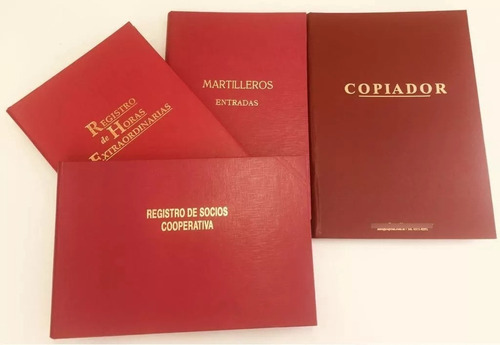 REGISTRO
de HORAS
EXTRAORDINARIAS
MARTILLEROS
ENTRADAS
COPIADOR
REGISTRO DE SOCIOS
COOPERATIVA